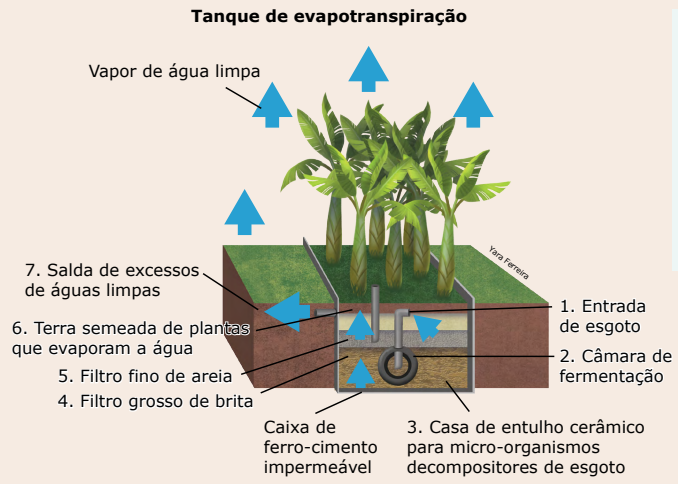 Tanque de evapotranspiração
Vapor de água limpa
Yara Ferreira
7. Salda de excessos
de águas limpas
6. Terra semeada de plantas
que evaporam a água
5. Filtro fino de areia
4. Filtro grosso de brita
Caixa de
ferro-cimento
impermeável
1. Entrada
de esgoto
2. Câmara de
fermentação
3. Casa de entulho cerâmico
para micro-organismos
decompositores de esgoto